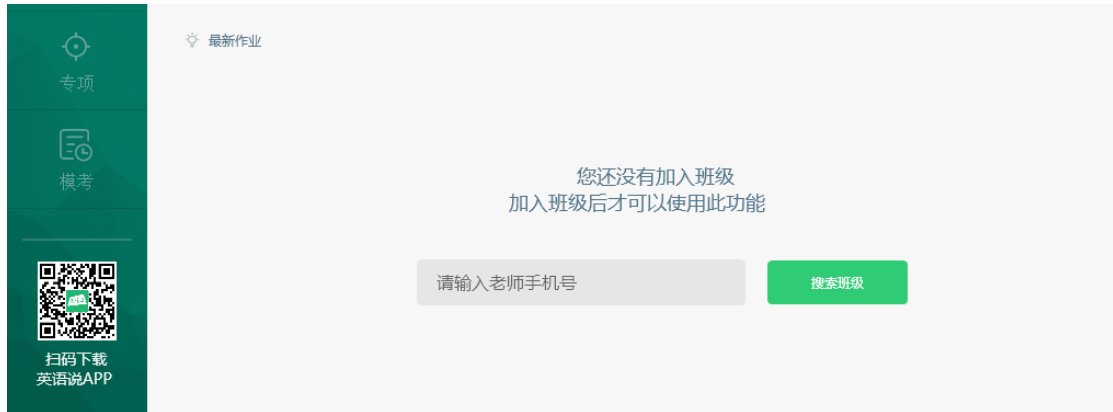 专项
模考
扫码下载
英语说APP
最新作业
您还没有加入班级
加入班级后才可以使用此功能
请输入老师手机号
搜索班级